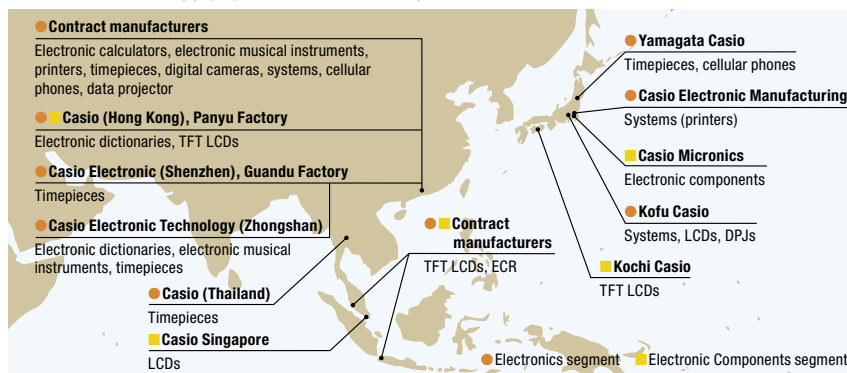 Contract manufacturers
Electronic calculators, electronic musical instruments,
printers, timepieces, digital cameras, systems, cellular
phones, data projector
Casio (Hong Kong), Panyu Factory
Electronic dictionaries, TFT LCDs
Casio Electronic (Shenzhen), Guandu Factory
Timepieces
Casio Electronic Technology (Zhongshan)
Electronic dictionaries, electronic musical
instruments, timepieces
Casio (Thailand)
Timepieces
Casio Singapore
LCDs
Contract
manufacturers
TFT LCDs, ECR
Yamagata Casio
Timepieces, cellular phones
Casio Electronic Manufacturing
Systems (printers)
Casio Micronics
Electronic components
Kofu Casio
Systems, LCDs, DPJs
Kochi Casio
TFT LCDs
Electronics segment
Electronic Components segment